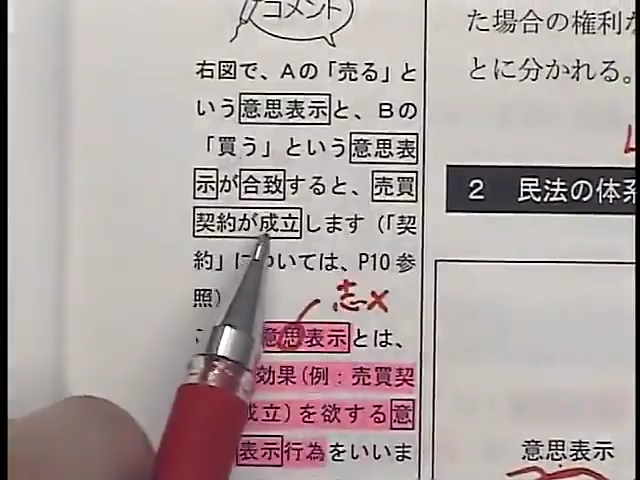 コメント
右図で、Aの「売る」と
いう意思表示と、Bの
「買う」という意思表
示が合致すると、売買
契約が成立します(「契
約」については、P10参
照)
志×
意思表示とは、
効果(例:売買契
成立)を欲する意
表示行為をいいま
た場合の権利
とに分かれる。
2 民法の体系
意思表示